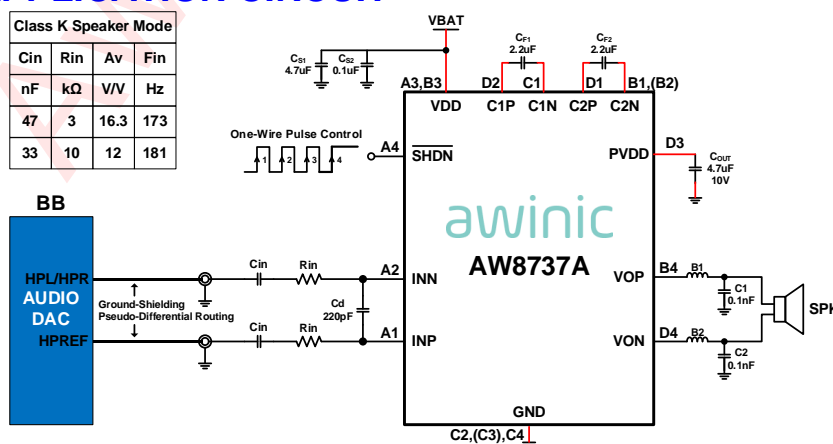 APPLICATION CIRCUIT
Class K Speaker Mode
Cin Rin Av Fin
nF kΩ V/V Hz
47 3 16.3 173
33 10 12 181
VBAT
CS1
4.7uF
CS2
0.1uF
CF1
2.2uF
CF2
2.2uF
A3,B3 D2 C1 D1 B1,(B2)
VDD C1P C1N C2P C2N
One-Wire Pulse Control
1 2 3 4
A4 SHDN
PVDD D3
COUT
4.7uF
10V
awinic
AW8737A
BB
HPL/HPR
AUDIO
DAC
HPREF
Ground-Shielding
Pseudo-Differential Routing
Cin Rin A2 INN
Cd
220pF
Cin Rin A1 INP
VOP B4 B1
C1
0.1nF
SPK
VON D4 B2
C2
0.1nF
GND
C2,(C3),C4